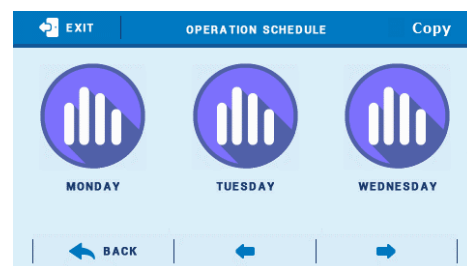 EXIT OPERATION SCHEDULE Copy
MONDAY TUESDAY WEDNESDAY
BACK